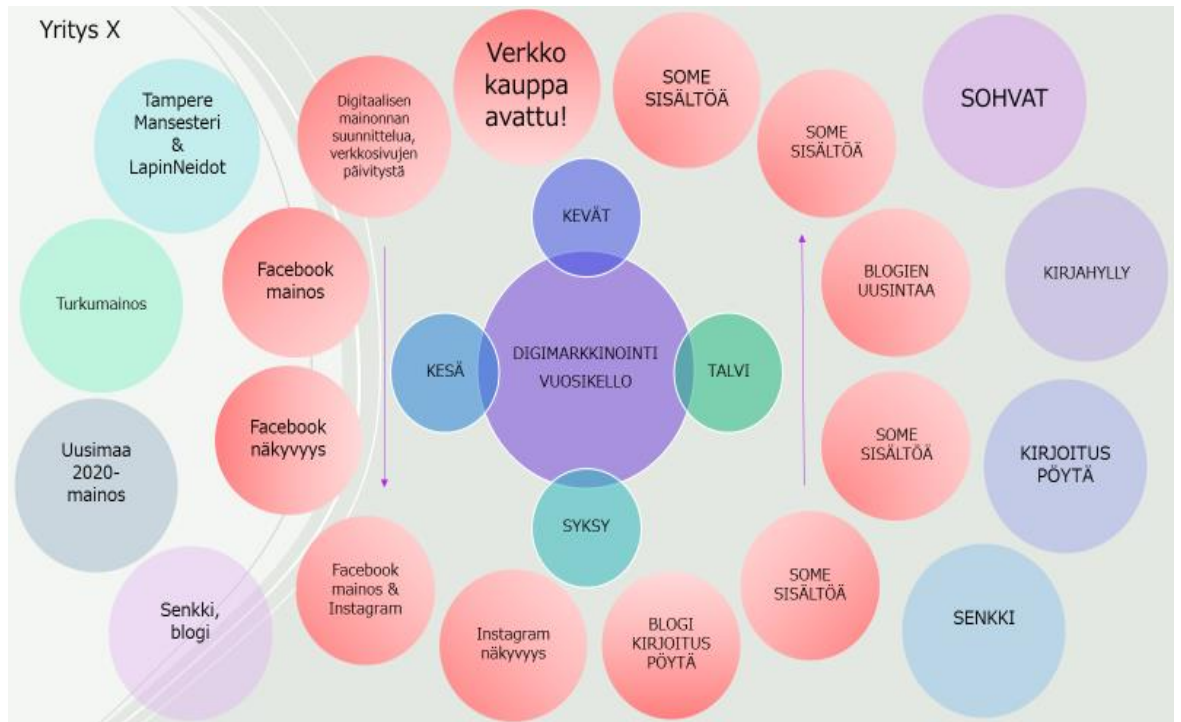 Yritys X
Tampere
Mansesteri
&
LapinNeidot
Digitaalisen
mainonnan
suunnittelua,
verkkosivujen
päivitystä
Verkko
kauppa
avattu!
SOME
SISÄLTÖÄ
SOME
SISÄLTÖÄ
SOHVAT
Turkumainos
Facebook
mainos
KEVÄT
BLOGIEN
UUSINTAA
KIRJAHYLLY
KESÄ
DIGIMARKKINOINTI
VUOSIKELLO
TALVI
Uusimaa
2020-
mainos
Facebook
näkyvyys
SYKSY
SOME
SISÄLTÖÄ
KIRJOITUS
PÖYTÄ
Senkki,
blogi
Facebook
mainos &
Instagram
Instagram
näkyvyys
BLOGI
KIRJOITUS
PÖYTÄ
SOME
SISÄLTÖÄ
SENKKI